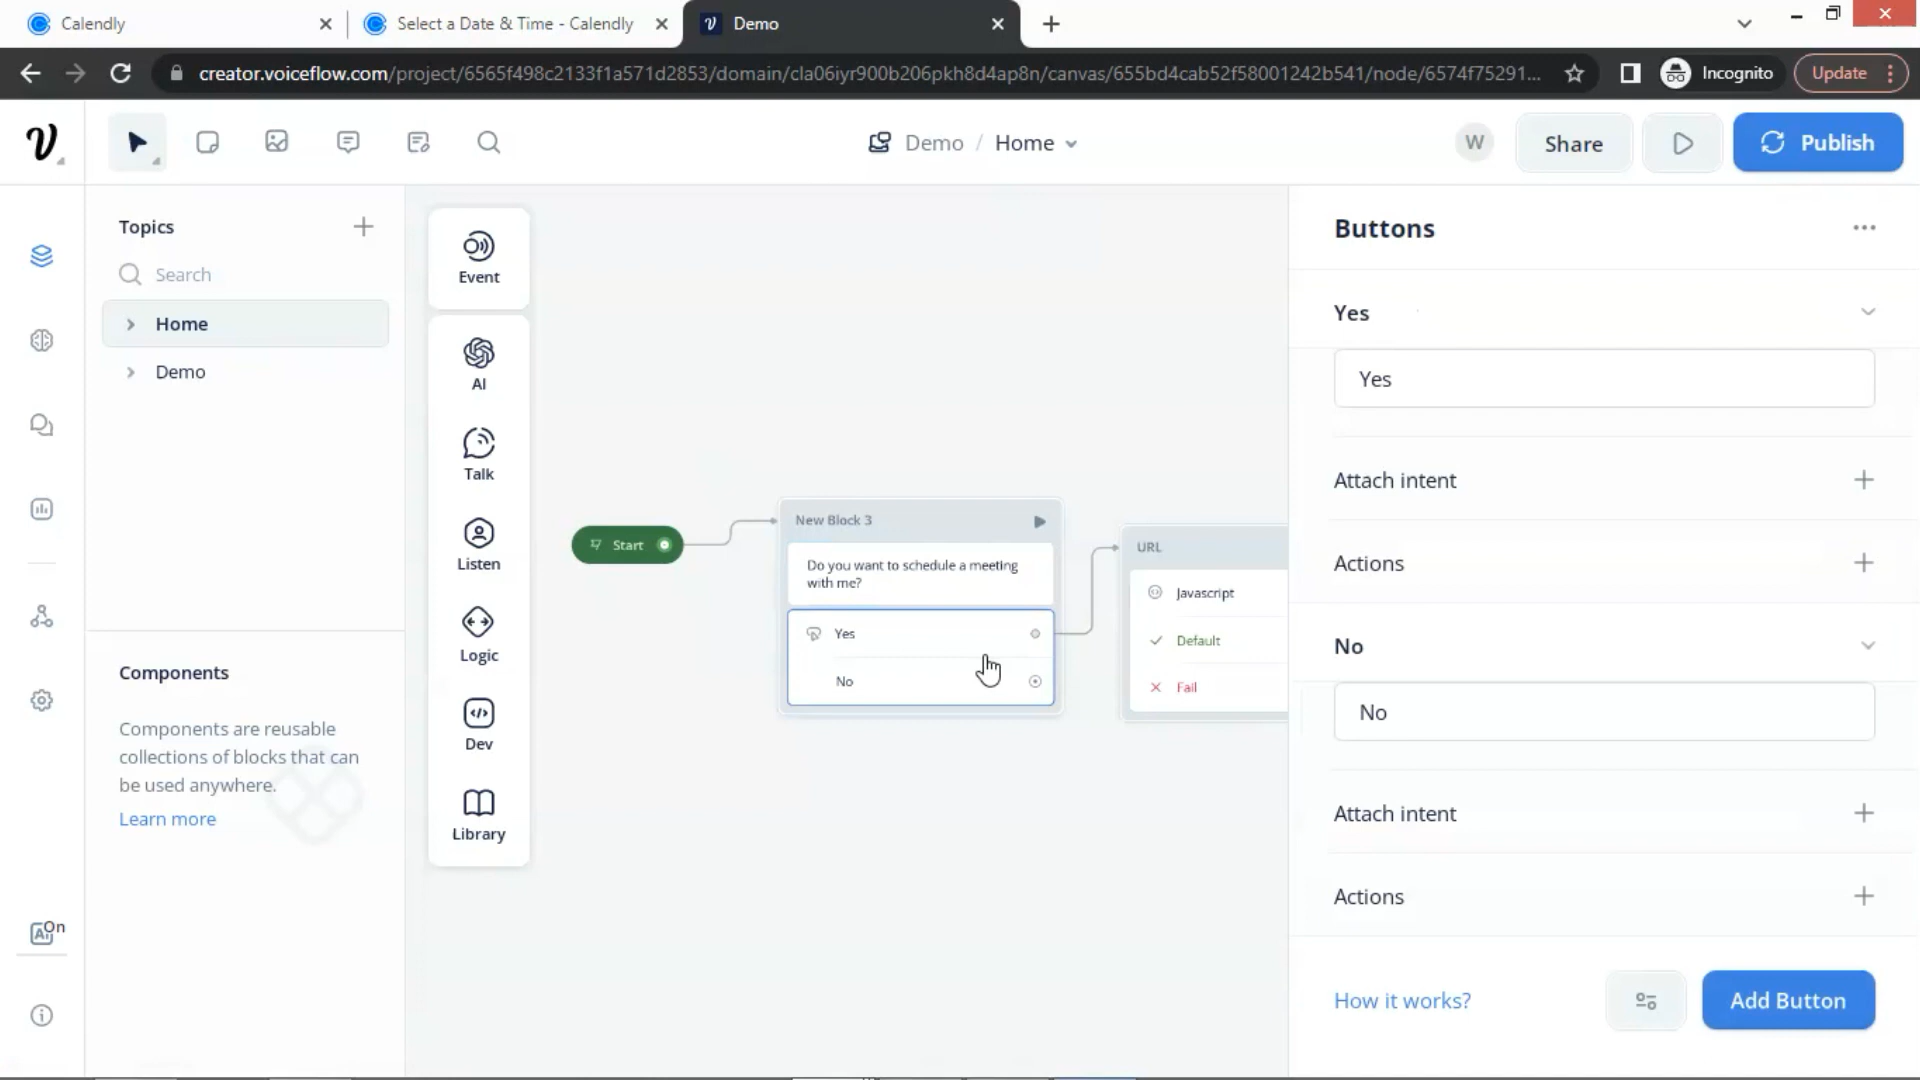 Calendly
Select a Date & Time - Calendly
Demo
creator.voiceflow.com/project/6565f498c2133f1a571d2853/domain/cla06iyr900b206pkh8d4ap8n/canvas/655bd4cab52f58001242b541/node/6574f75291...
Incognito
Update
Demo / Home
W
Share
Publish
Topics
Search
Home
Demo
Components
Components are reusable
collections of blocks that can
be used anywhere.
Learn more
On
Event
AI
Talk
Listen
Logic
Dev
Library
Start
New Block 3
Do you want to schedule a meeting
with me?
Yes
No
URL
Javascript
Default
Fail
Buttons
Yes
Yes
Attach intent
Actions
No
No
Attach intent
Actions
How it works?
Add Button